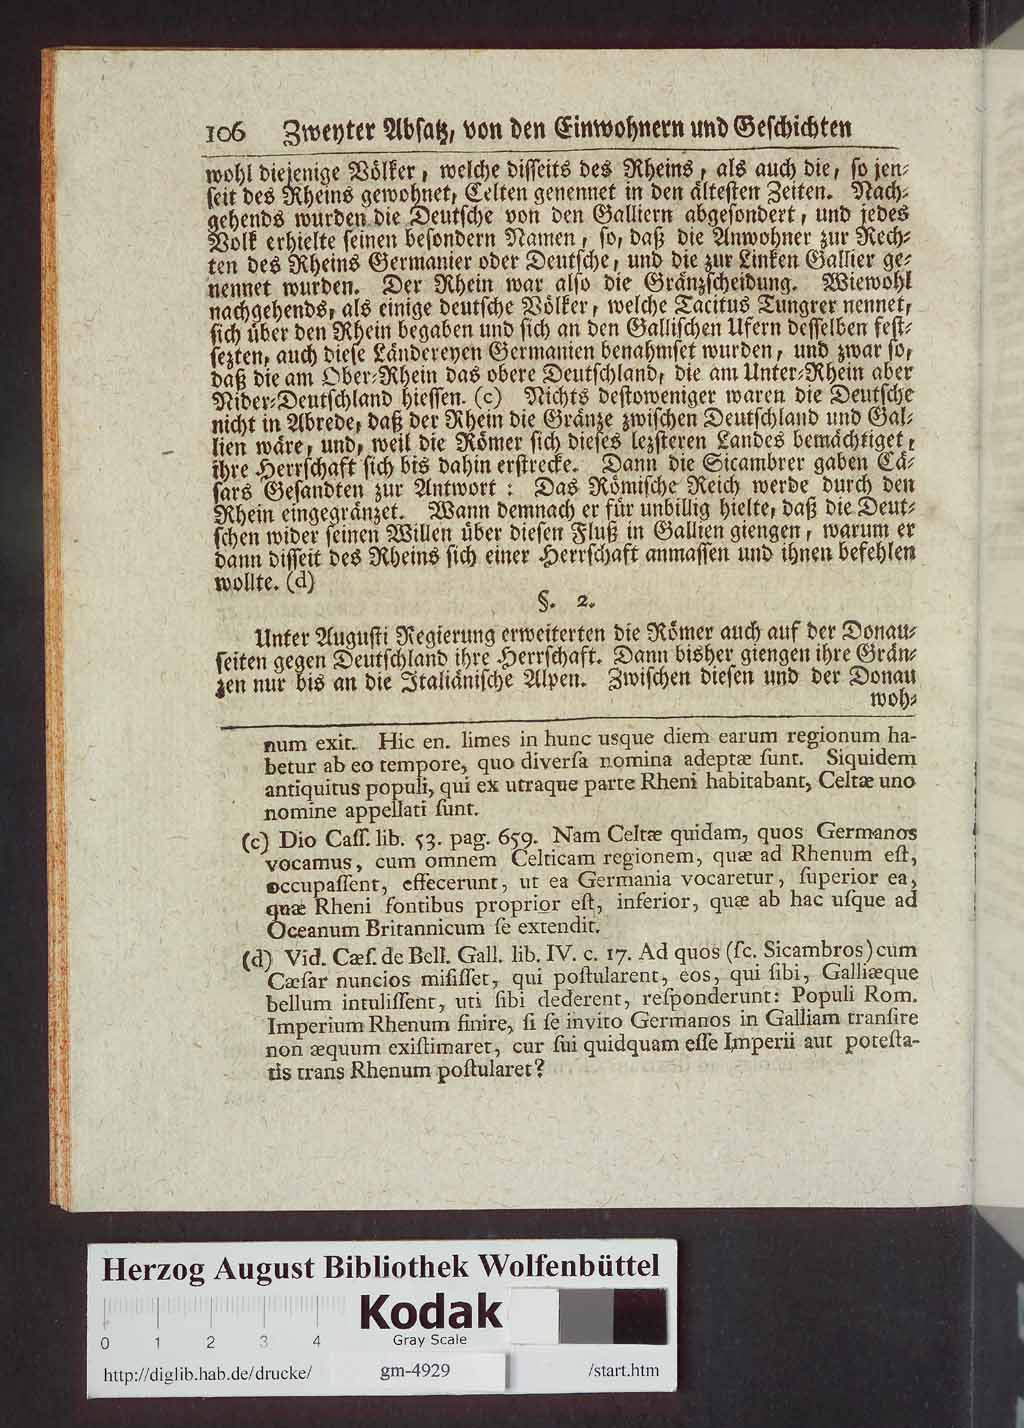 106 Zweyter Absatz, von den Einwohnern und Geschichten
wohl diejenige Völker, welche disseits des Rheins, als auch die, so jen-
seit des Rheins gewohnet, Celten genennet in den ältesten Zeiten. Nach-
gehends wurden die Deutsche von den Galliern abgesondert, und jedes
Volk erhielte seinen besondern Namen, so, daß die Anwohner zur Rech-
ten des Rheins Germanier oder Deutsche, und die zur Linken Gallier ge-
nennet wurden. Der Rhein war also die Gränzscheidung. Wiewohl
nachgehends, als einige deutsche Völker, welche Tacitus Tungrer nennet,
sich über den Rhein begaben und sich an den Gallischen Ufern desselben fest-
sezten, auch diese Ländereyen Germanien benahmset wurden, und zwar so,
daß die am Ober-Rhein das obere Deutschland, die am Unter-Rhein aber
Nider-Deutschland hiessen. (c) Nichts destoweniger waren die Deutsche
nicht in Abrede, daß der Rhein die Gränze zwischen Deutschland und Gal-
lien wäre, und, weil die Römer sich dieses lezsteren Landes bemächtiget,
ihre Herrschaft sich bis dahin erstrecke. Dann die Sicambrer gaben Cä-
sars Gesandten zur Antwort: Das Römische Reich werde durch den
Rhein eingegränzet. Wann demnach er für unbillig hielte, daß die Deut-
schen wider seinen Willen über diesen Fluß in Gallien giengen, warum er
dann disseit des Rheins sich einer Herrschaft anmassen und ihnen befehlen
wollte. (d)
§. 2.
Unter Augusti Regierung erweiterten die Römer auch auf der Donau-
seiten gegen Deutschland ihre Herrschaft. Dann bisher giengen ihre Grän-
zen nur bis an die Italiänische Alpen. Zwischen diesen und der Donau
woh-
num exit. Hic en. limes in hunc usque diem earum regionum ha-
betur ab eo tempore, quo diverſa nomina adeptæ ſunt. Siquidem
antiquitus populi, qui ex utraque parte Rheni habitabant, Celtæ uno
nomine appellati ſunt.
(c) Dio Caſſ. lib. 53. pag. 659. Nam Celtæ quidam, quos Germanos
vocamus, cum omnem Celticam regionem, quæ ad Rhenum eſt,
occupaſſent, effecerunt, ut ea Germania vocaretur, ſuperior ea,
quæ Rheni fontibus proprior eſt, inferior, quæ ab hac uſque ad
Oceanum Britannicum ſe extendit.
(d) Vid. Cæſ. de Bell. Gall. lib. IV. c. 17. Ad quos (ſc. Sicambros) cum
Cæſar nuncios miſiſſet, qui poſtularent, eos, qui ſibi, Galliæque
bellum intuliſſent, uti ſibi dederent, reſponderunt: Populi Rom.
Imperium Rhenum finire, ſi ſe invito Germanos in Galliam tranſire
non æquum exiſtimaret, cur ſui quidquam eſſe Imperii aut poteſta-
tis trans Rhenum poſtularet?
Herzog August Bibliothek Wolfenbüttel
Kodak
Gray Scale
0 1 2 3 4
http://diglib.hab.de/drucke/ gm-4929 /start.htm